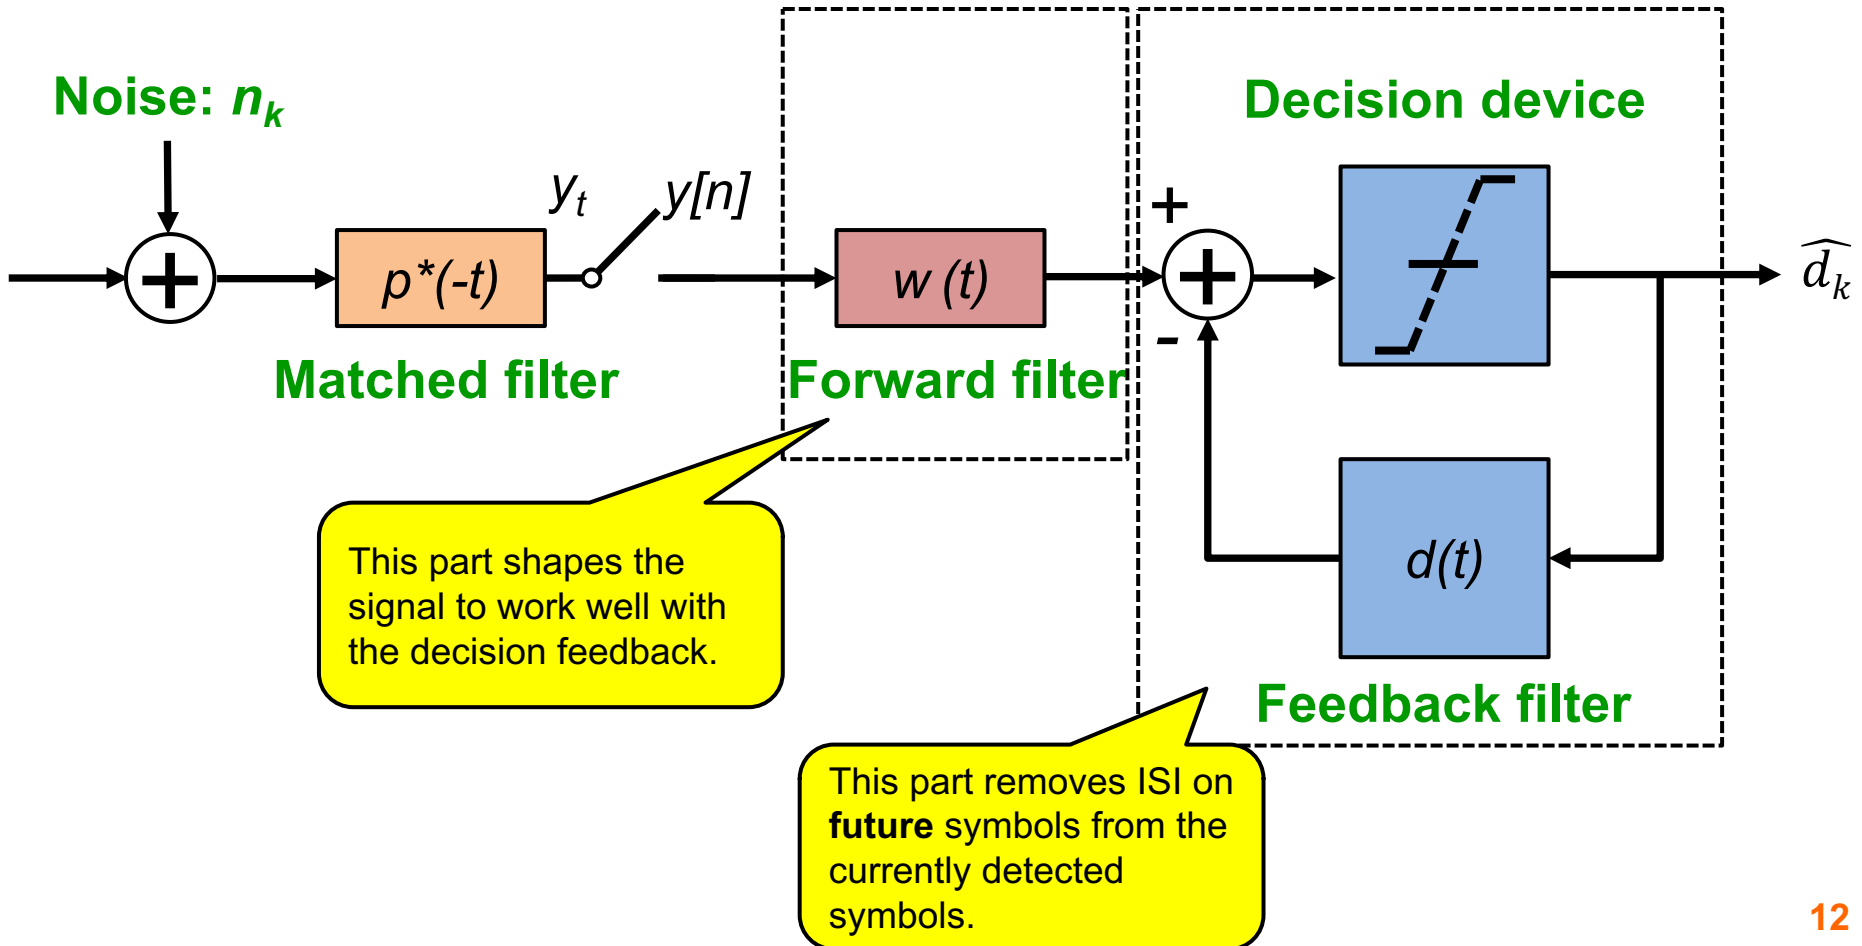 Noise: nₖ
Decision device
yₜ
y[n]
+
p*(-t)
w (t)
+
+
d̂ₖ
-
Matched filter
Forward filter
This part shapes the
signal to work well with
the decision feedback.
d(t)
Feedback filter
This part removes ISI on
future symbols from the
currently detected
symbols.
12